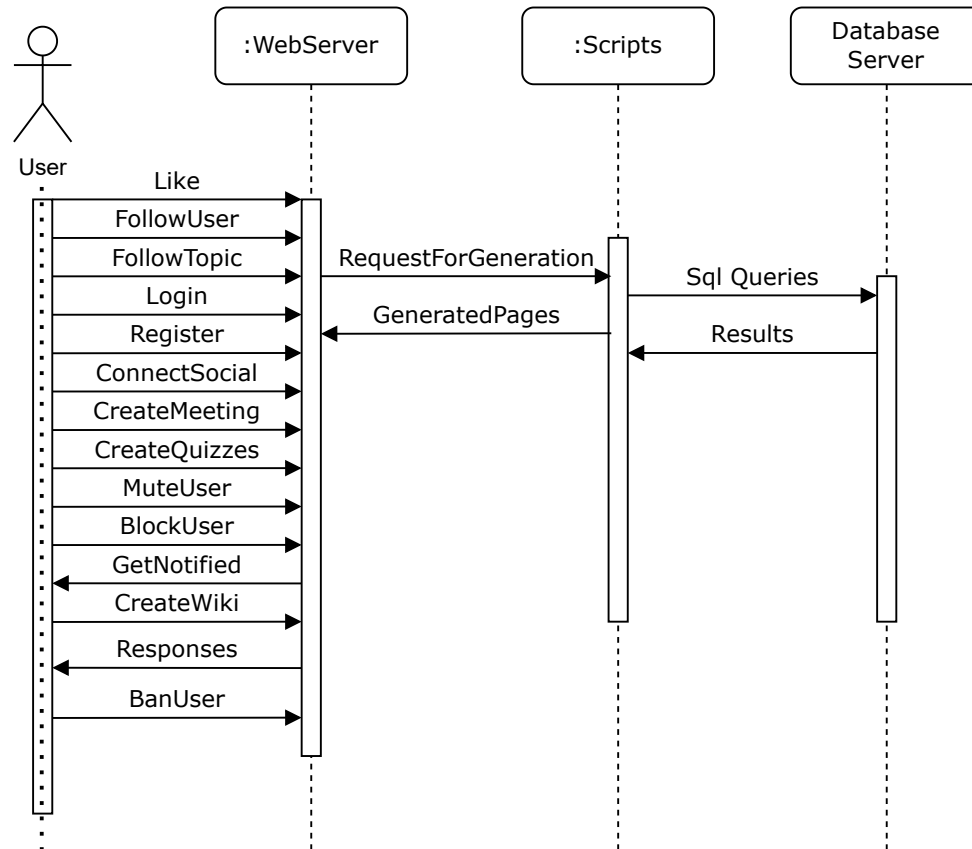 :WebServer
:Scripts
Database
Server
User
Like
FollowUser
FollowTopic
RequestForGeneration
Sql Queries
Login
GeneratedPages
Register
Results
ConnectSocial
CreateMeeting
CreateQuizzes
MuteUser
BlockUser
GetNotified
CreateWiki
Responses
BanUser